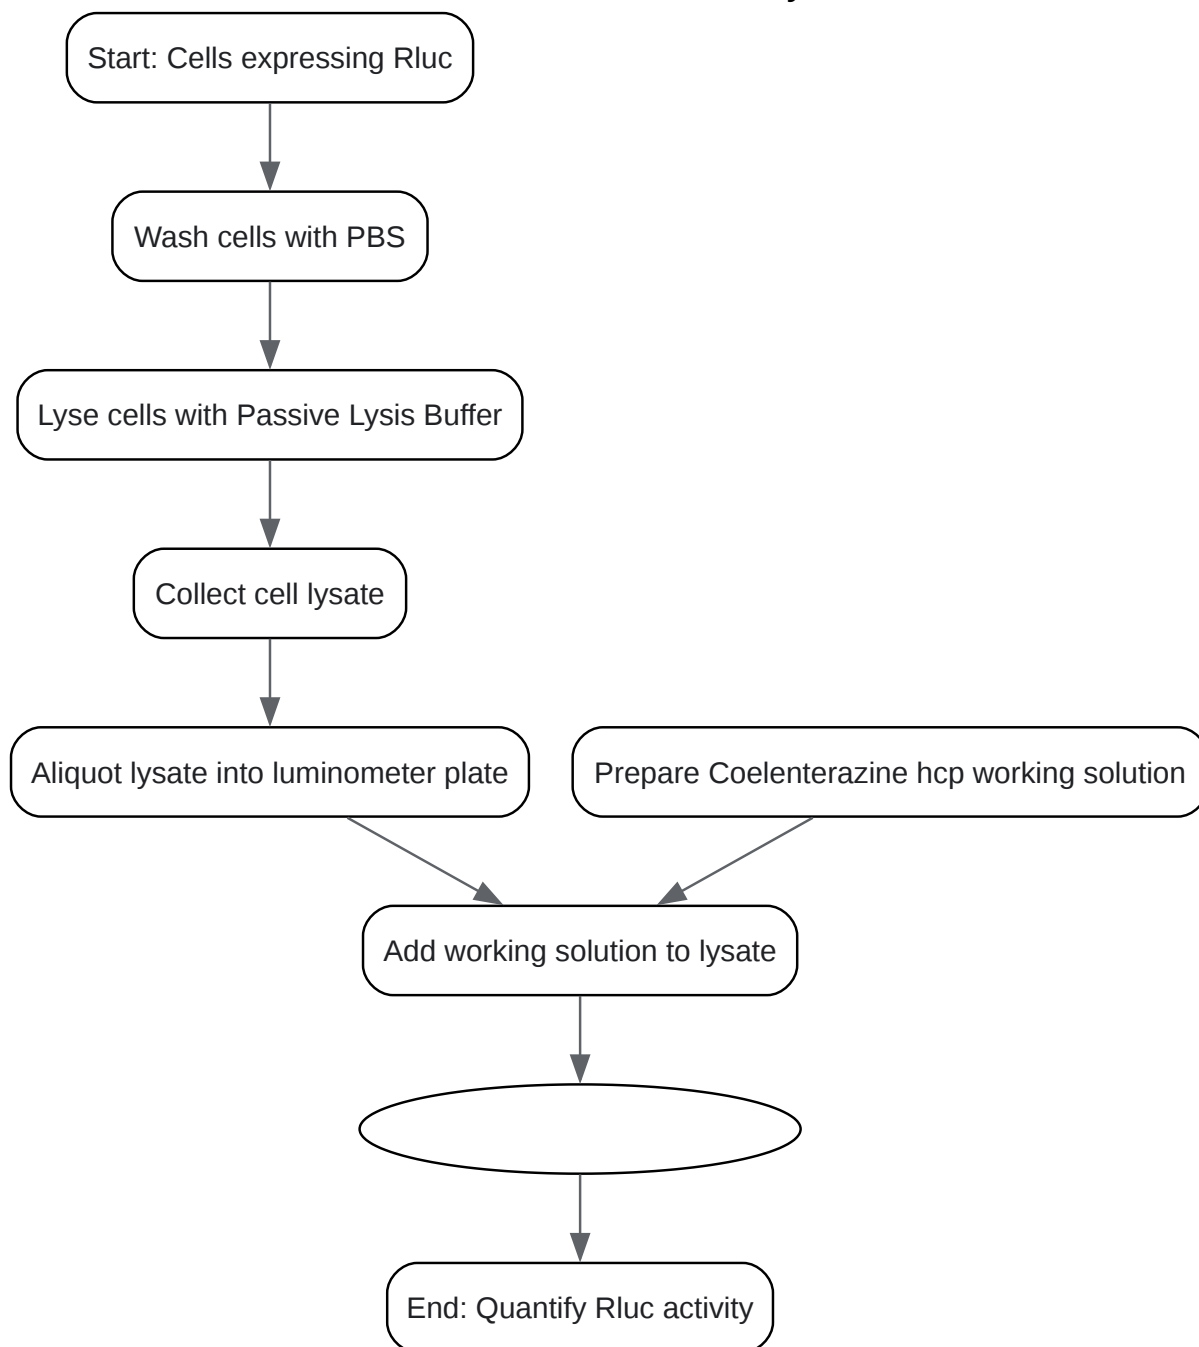 Start: Cells expressing Rluc
Wash cells with PBS
Lyse cells with Passive Lysis Buffer
Collect cell lysate
Aliquot lysate into luminometer plate
Prepare Coelenterazine hcp working solution
Add working solution to lysate
End: Quantify Rluc activity